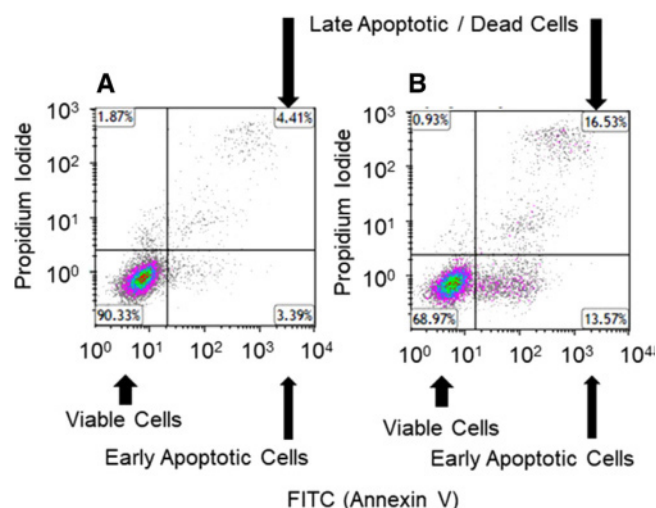 Late Apoptotic / Dead Cells
A
B
Propidium Iodide
10³
10²
10¹
10⁰
1.87%
4.41%
90.33%
3.39%
10⁰ 10¹ 10² 10³ 10⁴
Propidium Iodide
10³
10²
10¹
10⁰
0.93%
16.53%
68.97%
13.57%
10⁰ 10¹ 10² 10³ 10⁴
Viable Cells
Early Apoptotic Cells
Viable Cells
Early Apoptotic Cells
FITC (Annexin V)